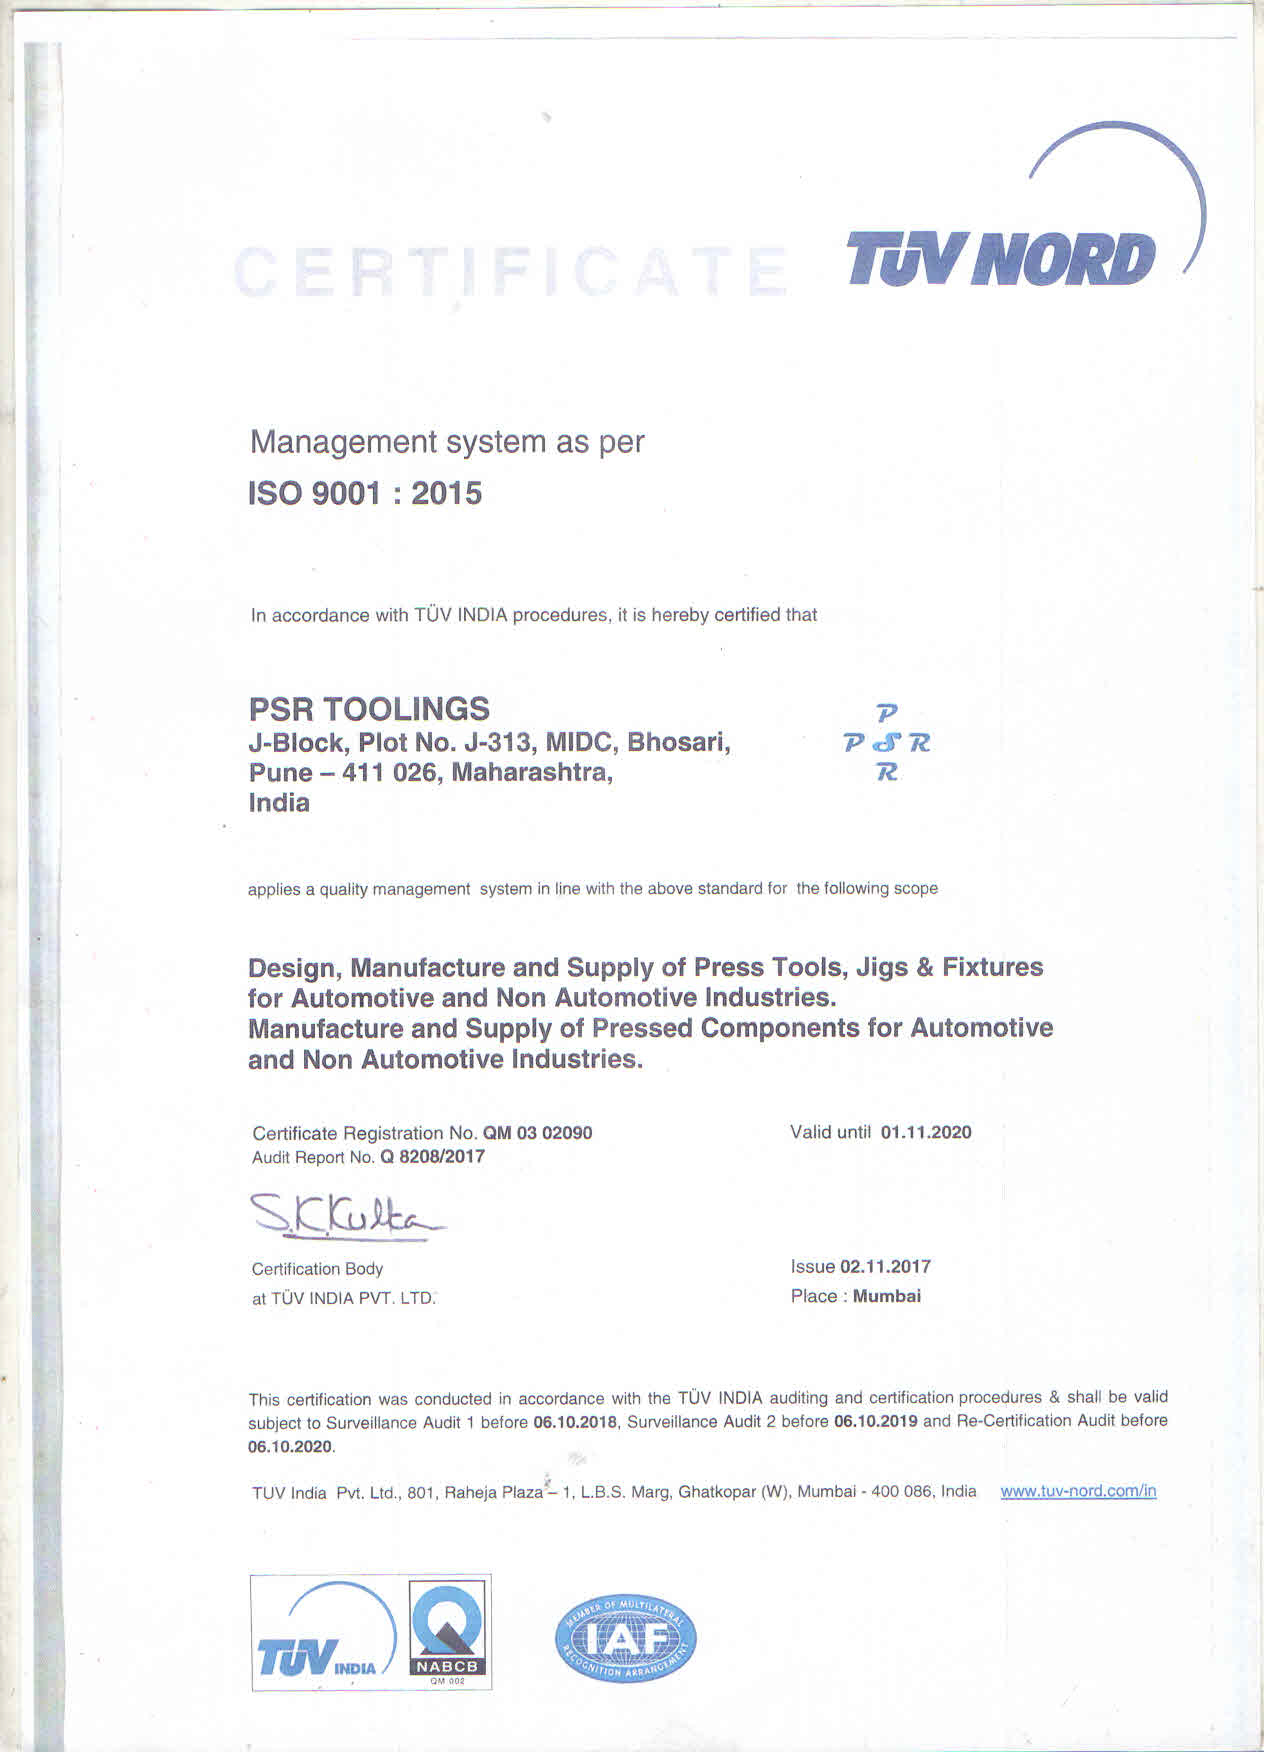 CERTIFICATE
TÜV NORD
Management system as per
ISO 9001 : 2015
In accordance with TÜV INDIA procedures, it is hereby certified that
PSR TOOLINGS
J-Block, Plot No. J-313, MIDC, Bhosari,
Pune – 411 026, Maharashtra,
India
P
P S R
R
applies a quality management system in line with the above standard for the following scope
Design, Manufacture and Supply of Press Tools, Jigs & Fixtures
for Automotive and Non Automotive Industries.
Manufacture and Supply of Pressed Components for Automotive
and Non Automotive Industries.
Certificate Registration No. QM 03 02090
Valid until 01.11.2020
Audit Report No. Q 8208/2017
S.K.Kulka
Certification Body
Issue 02.11.2017
at TÜV INDIA PVT. LTD.
Place : Mumbai
This certification was conducted in accordance with the TÜV INDIA auditing and certification procedures & shall be valid
subject to Surveillance Audit 1 before 06.10.2018, Surveillance Audit 2 before 06.10.2019 and Re-Certification Audit before
06.10.2020.
TUV India Pvt. Ltd., 801, Raheja Plaza – 1, L.B.S. Marg, Ghatkopar (W), Mumbai - 400 086, India www.tuv-nord.com/in
TÜV INDIA
NABCB
QM 002
MEMBER OF MULTILATERAL
IAF
RECOGNITION ARRANGEMENT